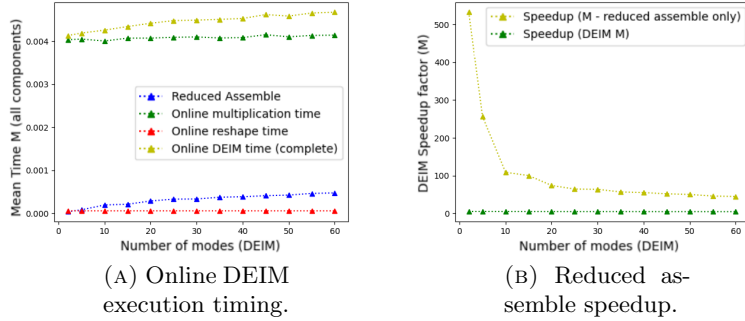 Mean Time M (all components)
0.004
0.003
0.002
0.001
0.000
Reduced Assemble
Online multiplication time
Online reshape time
Online DEIM time (complete)
0 10 20 30 40 50 60
Number of modes (DEIM)
(A) Online DEIM
execution timing.
DEIM Speedup factor (M)
500
400
300
200
100
0
Speedup (M - reduced assemble only)
Speedup (DEIM M)
0 10 20 30 40 50 60
Number of modes (DEIM)
(B) Reduced as-
semble speedup.